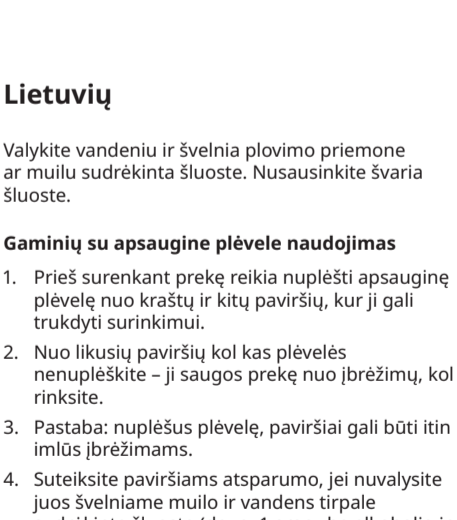 Lietuvių
Valykite vandeniu ir švelnia plovimo priemone
ar muilu sudrėkinta šluoste. Nusausinkite švaria
šluoste.
Gaminių su apsaugine plėvele naudojimas
1. Prieš surenkant prekę reikia nuplėšti apsauginę
plėvelę nuo kraštų ir kitų paviršių, kur ji gali
trukdyti surinkimui.
2. Nuo likusių paviršių kol kas plėvelės
nenuplėškite – ji saugos prekę nuo įbrėžimų, kol
rinksite.
3. Pastaba: nuplėšus plėvelę, paviršiai gali būti itin
imlūs įbrėžimams.
4. Suteiksite paviršiams atsparumo, jei nuvalysite
juos švelniame muilo ir vandens tirpale